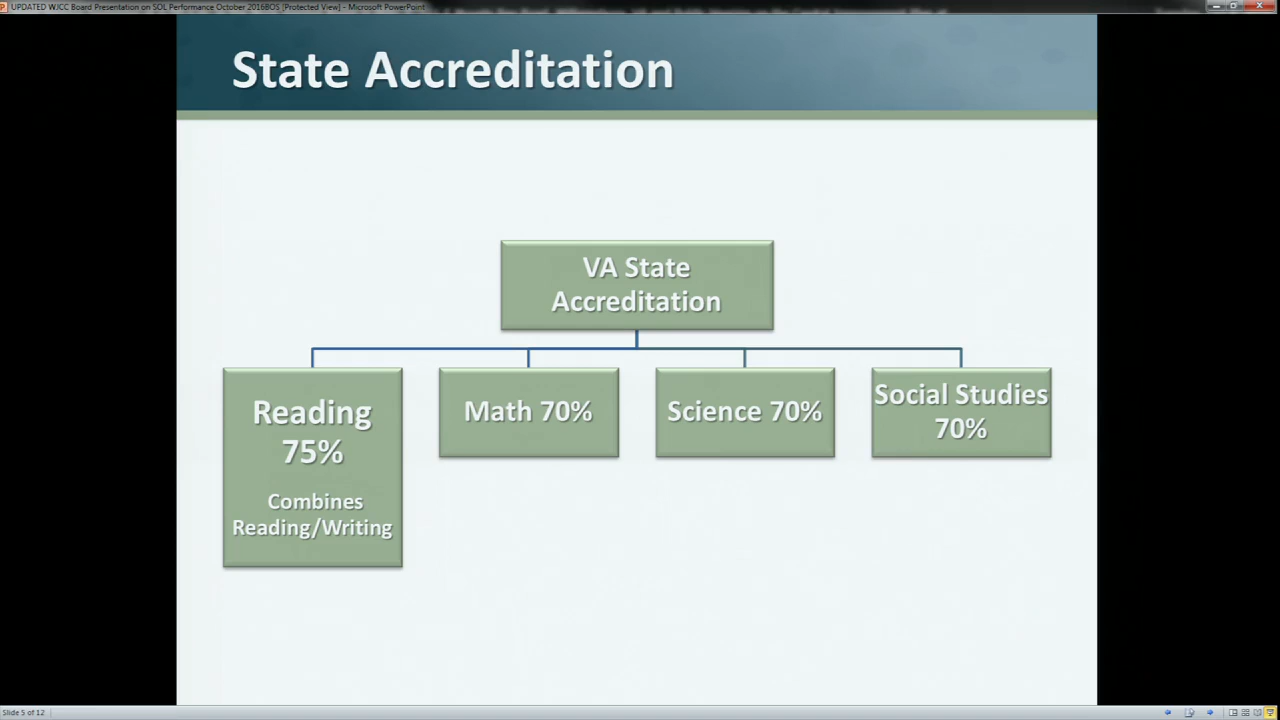 UPDATED WJCC Board Presentation on SOL Performance October 2016BOS [Protected View] - Microsoft PowerPoint
State Accreditation
VA State
Accreditation
Reading
75%
Combines
Reading/Writing
Math 70%
Science 70%
Social Studies
70%
Slide 5 of 12